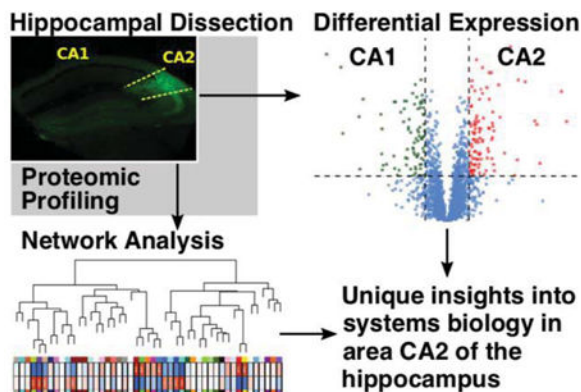 Hippocampal Dissection
CA1
CA2
Proteomic
Profiling
Differential Expression
CA1
CA2
Network Analysis
Unique insights into
systems biology in
area CA2 of the
hippocampus